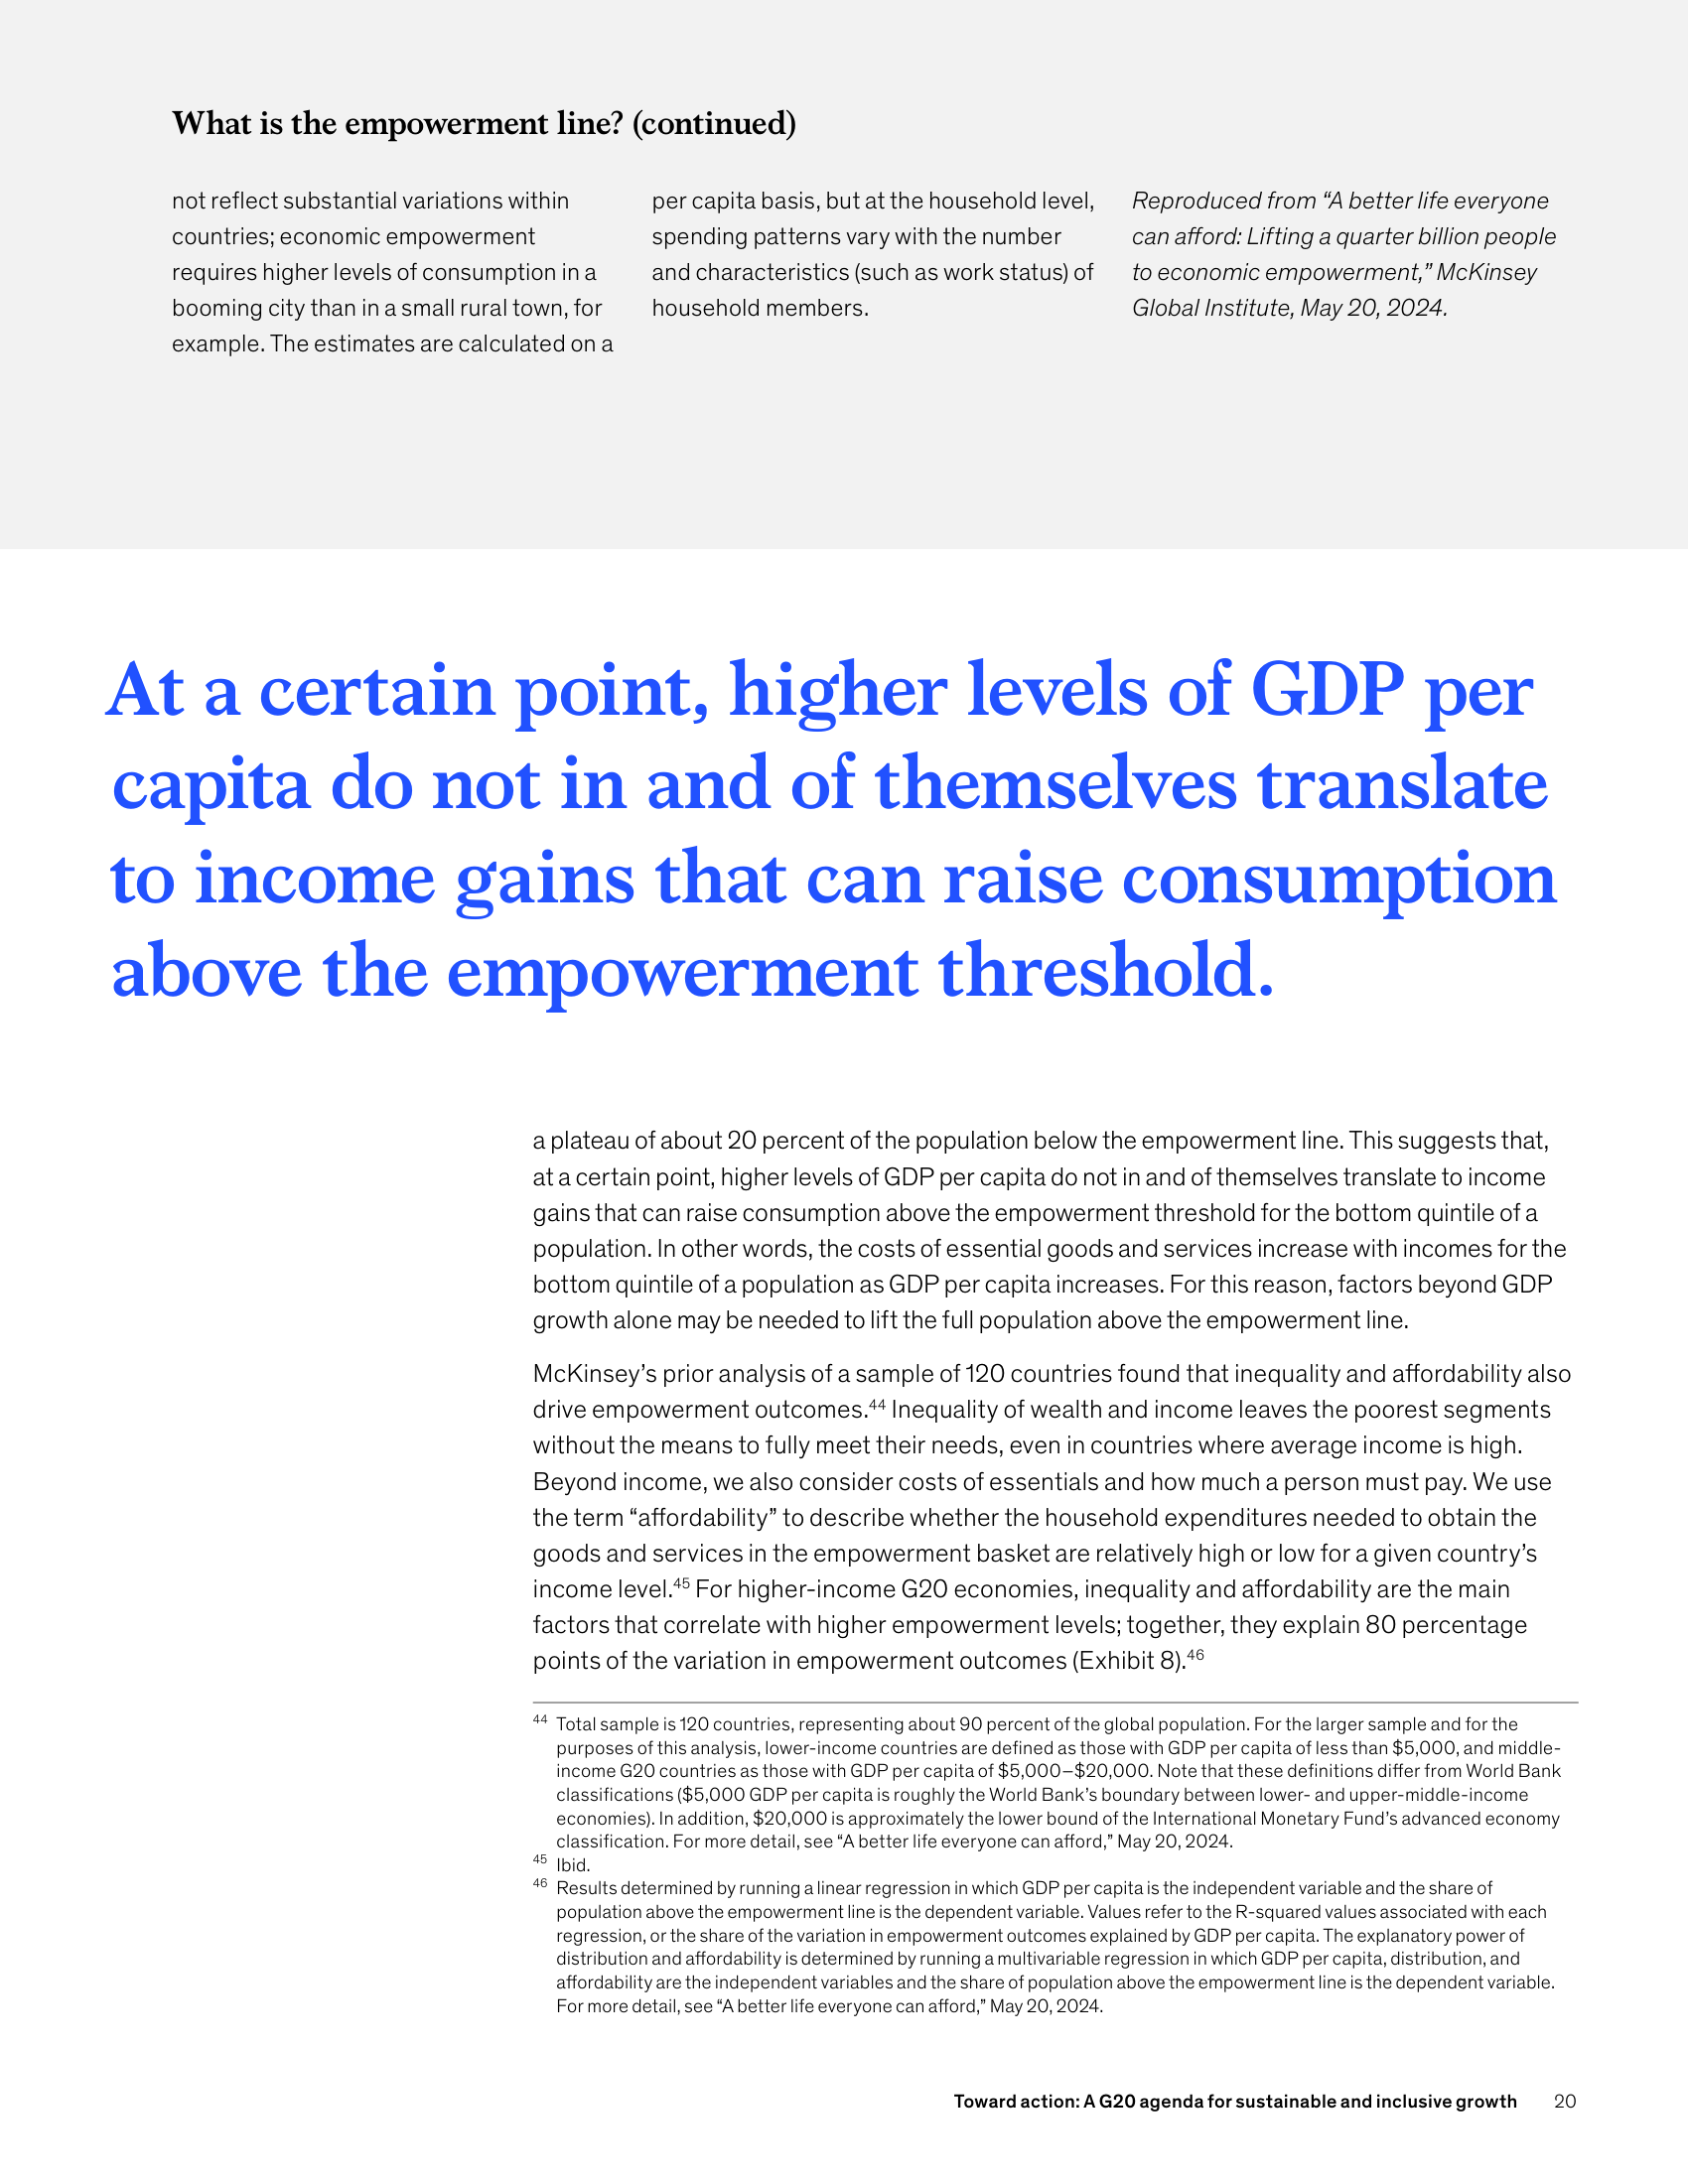 What is the empowerment line? (continued)
not reflect substantial variations within
countries; economic empowerment
requires higher levels of consumption in a
booming city than in a small rural town, for
example. The estimates are calculated on a
per capita basis, but at the household level,
spending patterns vary with the number
and characteristics (such as work status) of
household members.
Reproduced from “A better life everyone
can afford: Lifting a quarter billion people
to economic empowerment,” McKinsey
Global Institute, May 20, 2024.
At a certain point, higher levels of GDP per
capita do not in and of themselves translate
to income gains that can raise consumption
above the empowerment threshold.
a plateau of about 20 percent of the population below the empowerment line. This suggests that,
at a certain point, higher levels of GDP per capita do not in and of themselves translate to income
gains that can raise consumption above the empowerment threshold for the bottom quintile of a
population. In other words, the costs of essential goods and services increase with incomes for the
bottom quintile of a population as GDP per capita increases. For this reason, factors beyond GDP
growth alone may be needed to lift the full population above the empowerment line.
McKinsey’s prior analysis of a sample of 120 countries found that inequality and affordability also
drive empowerment outcomes.44 Inequality of wealth and income leaves the poorest segments
without the means to fully meet their needs, even in countries where average income is high.
Beyond income, we also consider costs of essentials and how much a person must pay. We use
the term “affordability” to describe whether the household expenditures needed to obtain the
goods and services in the empowerment basket are relatively high or low for a given country’s
income level.45 For higher-income G20 economies, inequality and affordability are the main
factors that correlate with higher empowerment levels; together, they explain 80 percentage
points of the variation in empowerment outcomes (Exhibit 8).46
44 Total sample is 120 countries, representing about 90 percent of the global population. For the larger sample and for the
purposes of this analysis, lower-income countries are defined as those with GDP per capita of less than $5,000, and middle-
income G20 countries as those with GDP per capita of $5,000–$20,000. Note that these definitions differ from World Bank
classifications ($5,000 GDP per capita is roughly the World Bank’s boundary between lower- and upper-middle-income
economies). In addition, $20,000 is approximately the lower bound of the International Monetary Fund’s advanced economy
classification. For more detail, see “A better life everyone can afford,” May 20, 2024.
45 Ibid.
46 Results determined by running a linear regression in which GDP per capita is the independent variable and the share of
population above the empowerment line is the dependent variable. Values refer to the R-squared values associated with each
regression, or the share of the variation in empowerment outcomes explained by GDP per capita. The explanatory power of
distribution and affordability is determined by running a multivariable regression in which GDP per capita, distribution, and
affordability are the independent variables and the share of population above the empowerment line is the dependent variable.
For more detail, see “A better life everyone can afford,” May 20, 2024.
Toward action: A G20 agenda for sustainable and inclusive growth 20